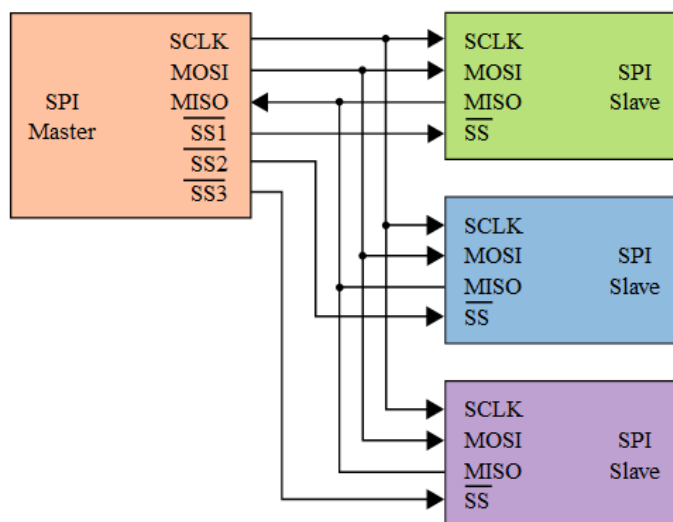 SCLK
MOSI
MISO
SS1
SS2
SS3
SPI
Master
SCLK
MOSI
MISO
SS
SPI
Slave
SCLK
MOSI
MISO
SS
SPI
Slave
SCLK
MOSI
MISO
SS
SPI
Slave